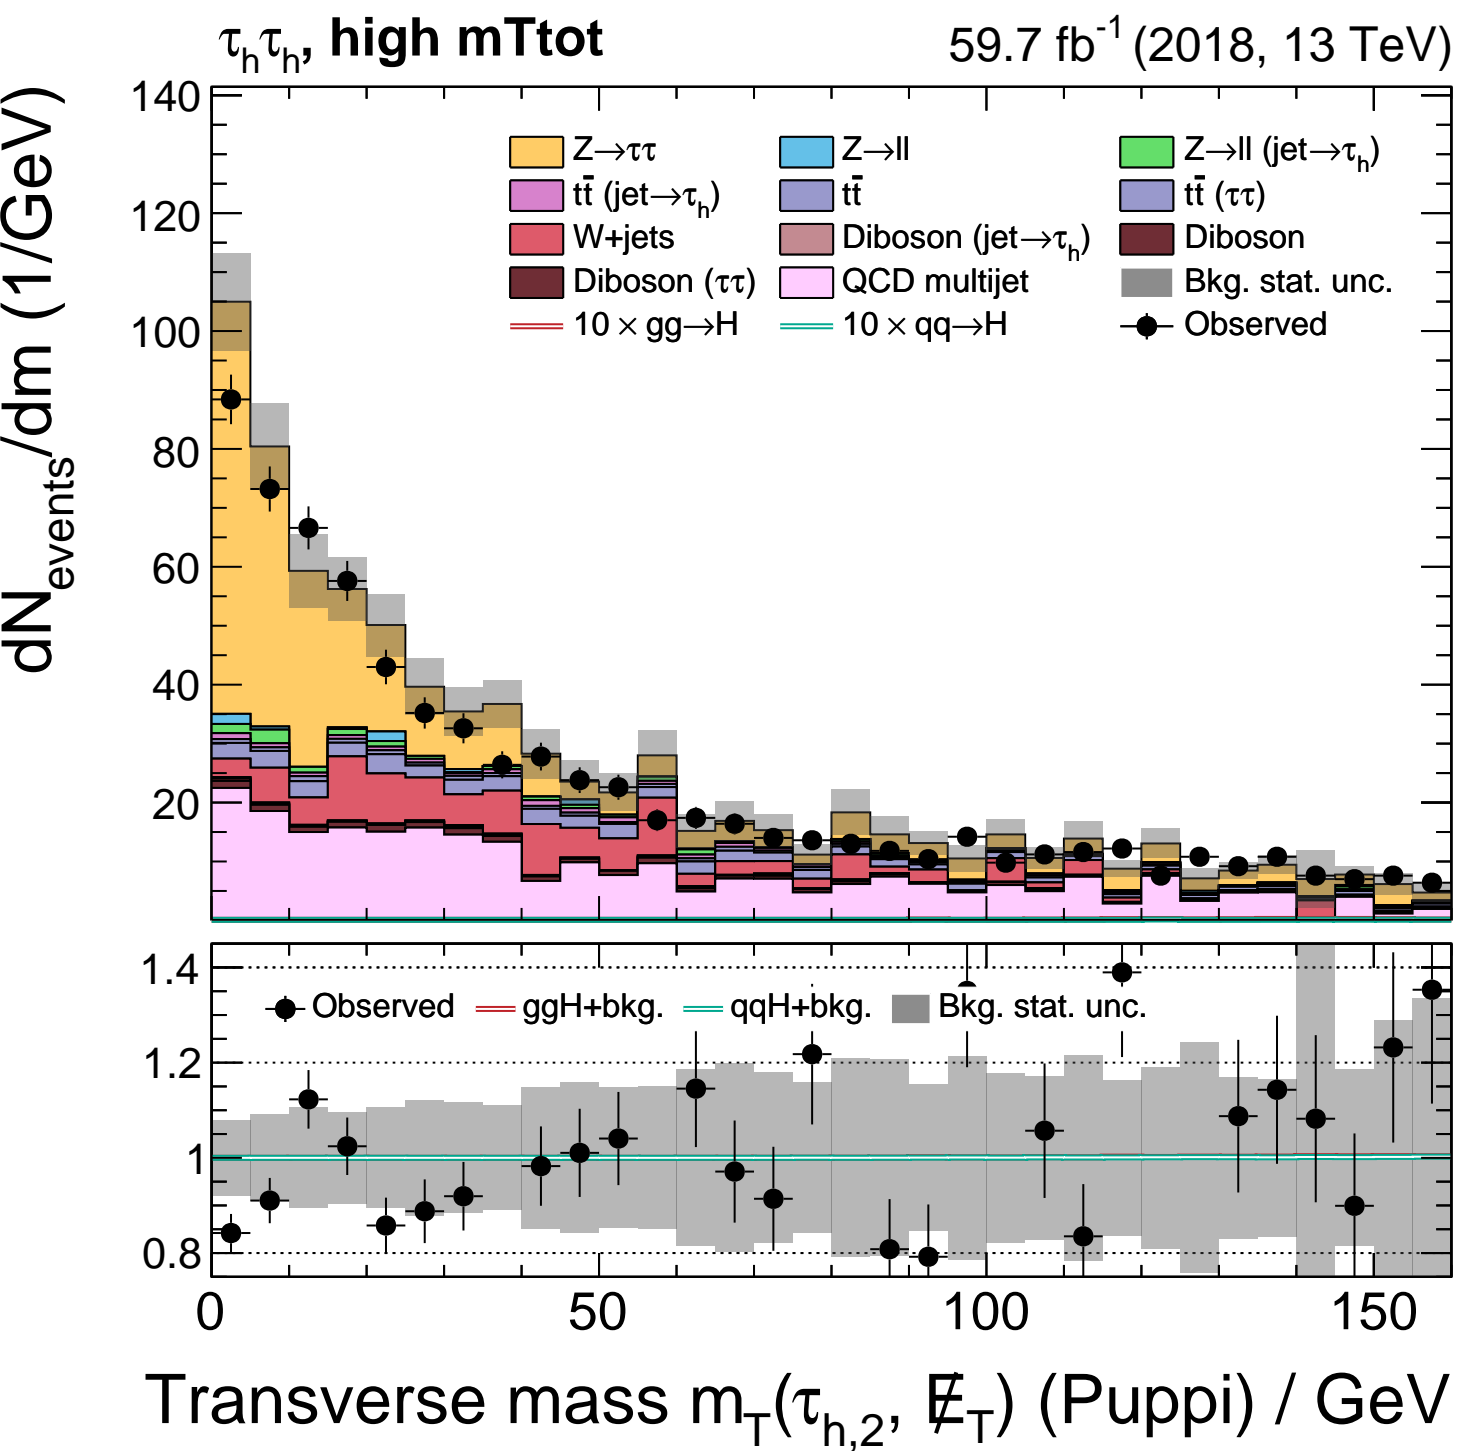 τhτh, high mTtot 59.7 fb-1 (2018, 13 TeV)
dNevents/dm (1/GeV)
140
120
100
80
60
40
20
Z→ττ Z→ll Z→ll (jet→τh)
tt̄ (jet→τh) tt̄ tt̄ (ττ)
W+jets Diboson (jet→τh) Diboson
Diboson (ττ) QCD multijet Bkg. stat. unc.
10 × gg→H 10 × qq→H Observed
1.4
1.2
1
0.8
Observed ggH+bkg. qqH+bkg. Bkg. stat. unc.
0 50 100 150
Transverse mass mT(τh,2, E̸T) (Puppi) / GeV